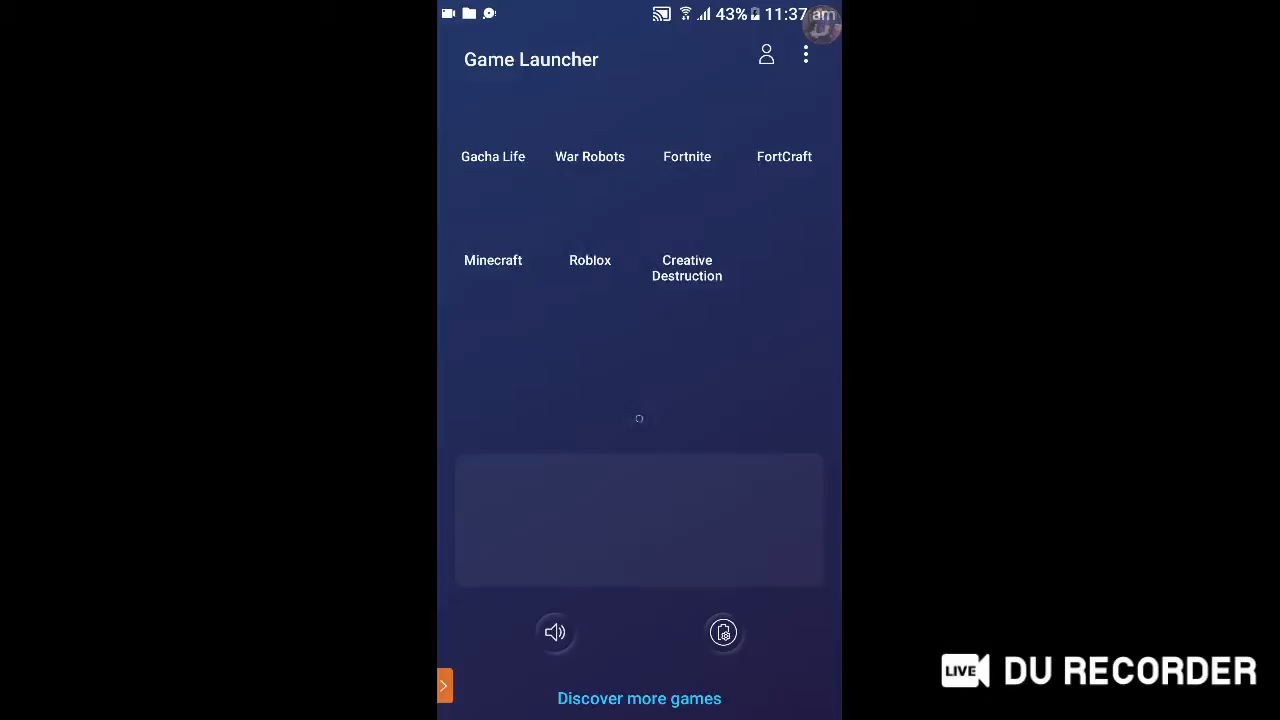 43% 11:37 am
Game Launcher
Gacha Life War Robots Fortnite FortCraft
Minecraft Roblox Creative
Destruction
Discover more games
LIVE DU RECORDER